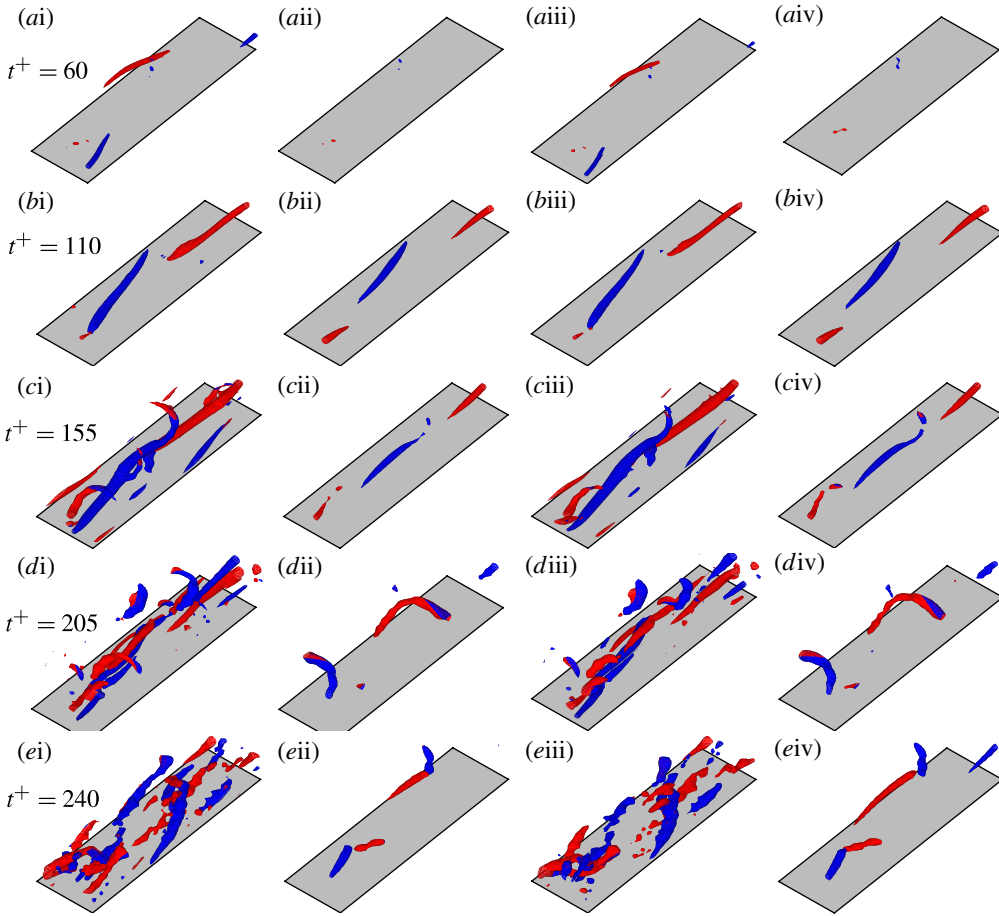 (ai) (aii) (aiii) (aiv)
t⁺ = 60
(bi) (bii) (biii) (biv)
t⁺ = 110
(ci) (cii) (ciii) (civ)
t⁺ = 155
(di) (dii) (diii) (div)
t⁺ = 205
(ei) (eii) (eiii) (eiv)
t⁺ = 240